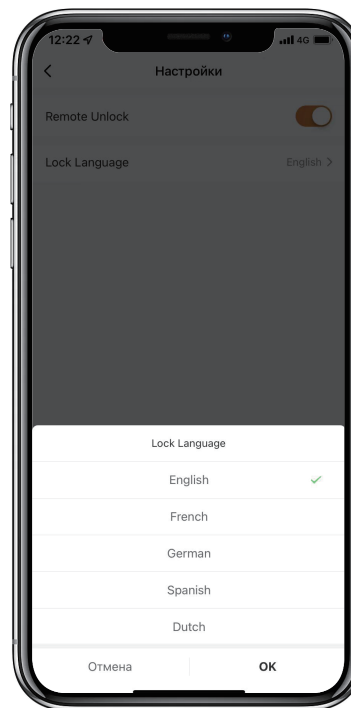 12:22 4G
Настройки
Remote Unlock
Lock Language English
Lock Language
English
French
German
Spanish
Dutch
Отмена OK